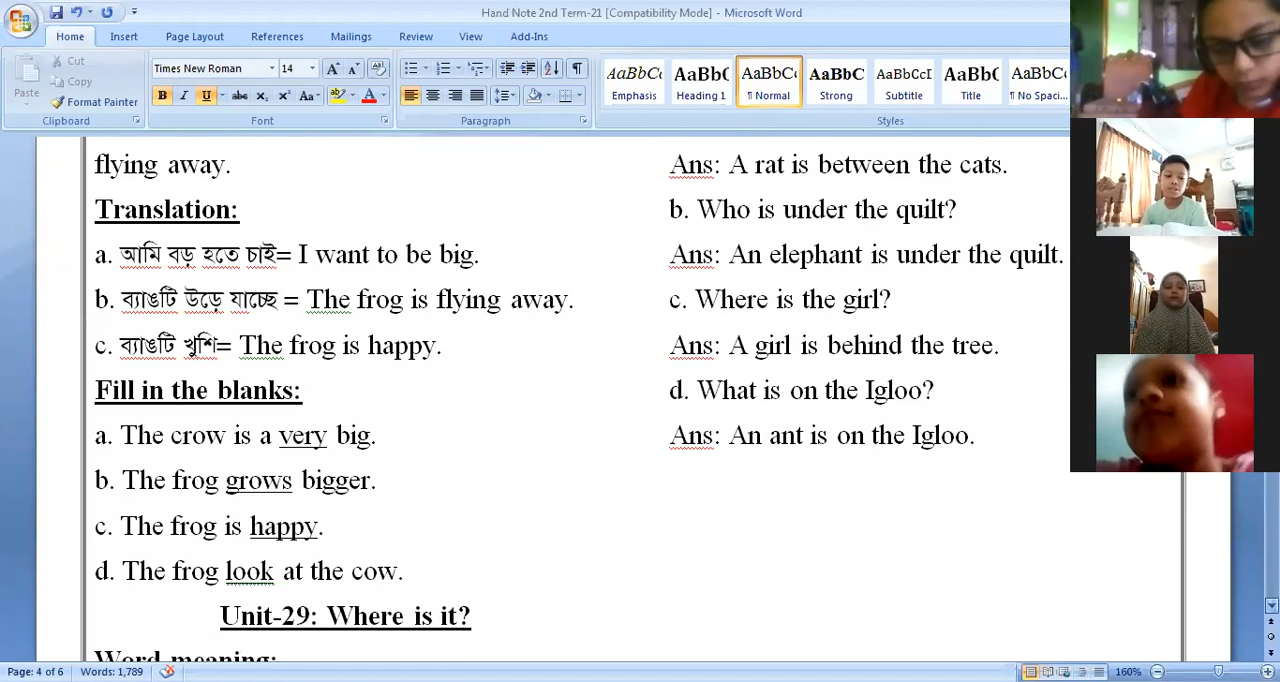 Hand Note 2nd Term-21 [Compatibility Mode] - Microsoft Word
Home Insert Page Layout References Mailings Review View Add-Ins
Cut
Copy
Paste
Format Painter
Clipboard
Times New Roman 14
Font
Paragraph
AaBbCc AaBbC AaBbCc AaBbC AaBbCcI AaBbC AaBbCc
Emphasis Heading 1 ¶ Normal Strong Subtitle Title ¶ No Spaci...
Styles
flying away.
Translation:
a. আমি বড় হতে চাই= I want to be big.
b. ব্যাঙটি উড়ে যাচ্ছে = The frog is flying away.
c. ব্যাঙটি খুশি= The frog is happy.
Fill in the blanks:
a. The crow is a very big.
b. The frog grows bigger.
c. The frog is happy.
d. The frog look at the cow.
Unit-29: Where is it?
Word meaning:
Ans: A rat is between the cats.
b. Who is under the quilt?
Ans: An elephant is under the quilt.
c. Where is the girl?
Ans: A girl is behind the tree.
d. What is on the Igloo?
Ans: An ant is on the Igloo.
Page: 4 of 6 Words: 1,789
160%